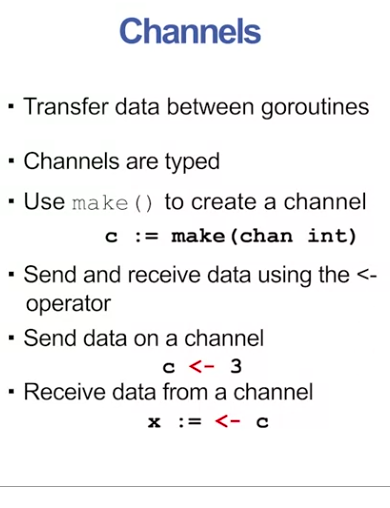 Channels
▪ Transfer data between goroutines
▪ Channels are typed
▪ Use make() to create a channel
c := make(chan int)
▪ Send and receive data using the <-
operator
▪ Send data on a channel
c <- 3
▪ Receive data from a channel
x := <- c